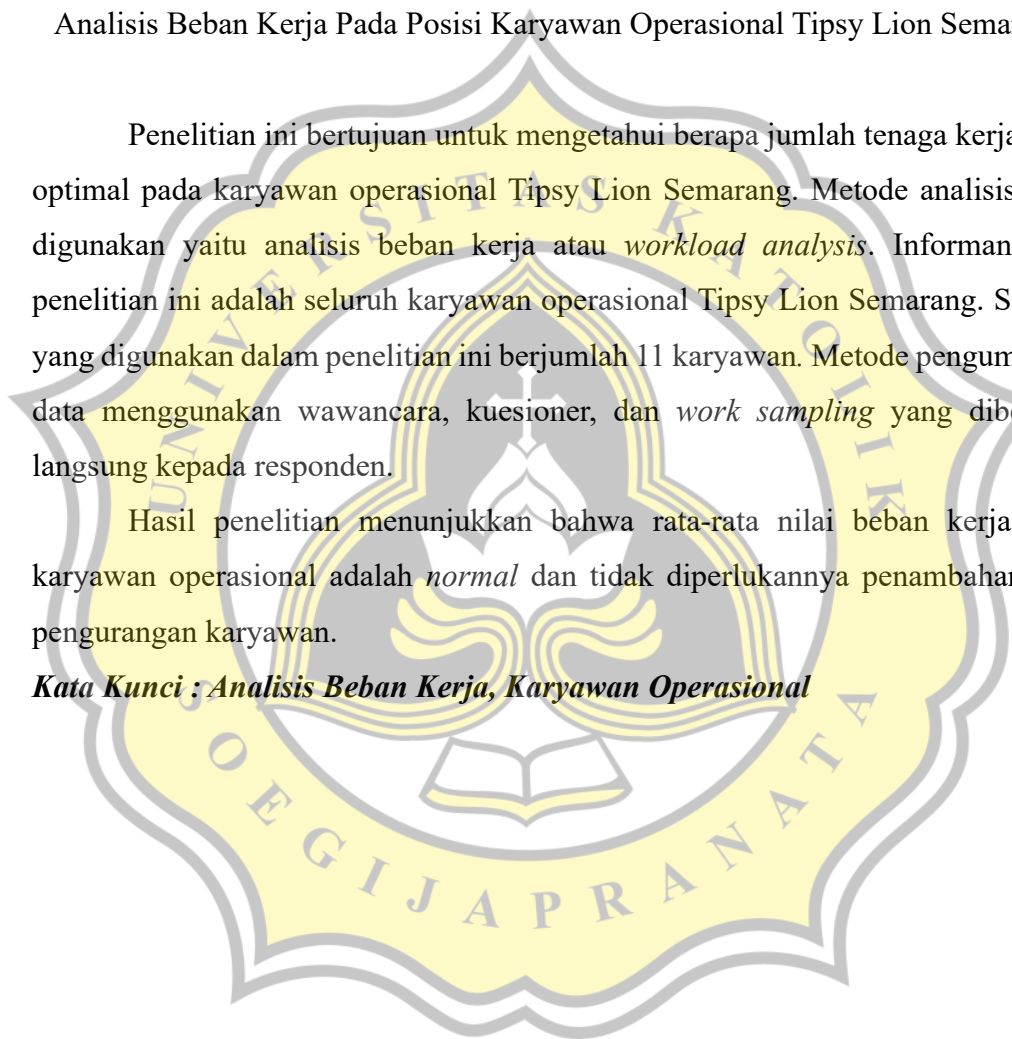 Analisis Beban Kerja Pada Posisi Karyawan Operasional Tipsy Lion
Penelitian ini bertujuan untuk mengetahui berapa jumlah tenaga kerja
optimal pada karyawan operasional Tipsy Lion Semarang. Metode analisis
digunakan yaitu analisis beban kerja atau workload analysis. Informan
penelitian ini adalah seluruh karyawan operasional Tipsy Lion Semarang.
yang digunakan dalam penelitian ini berjumlah 11 karyawan. Metode
data menggunakan wawancara, kuesioner, dan work sampling yang
langsung kepada responden.
Hasil penelitian menunjukkan bahwa rata-rata nilai beban kerja
karyawan operasional adalah normal dan tidak diperlukannya penambahan
pengurangan karyawan.
Kata Kunci : Analisis Beban Kerja, Karyawan Operasional
UNIVERSITAS KATOLIK
SOEGIJAPRANATA